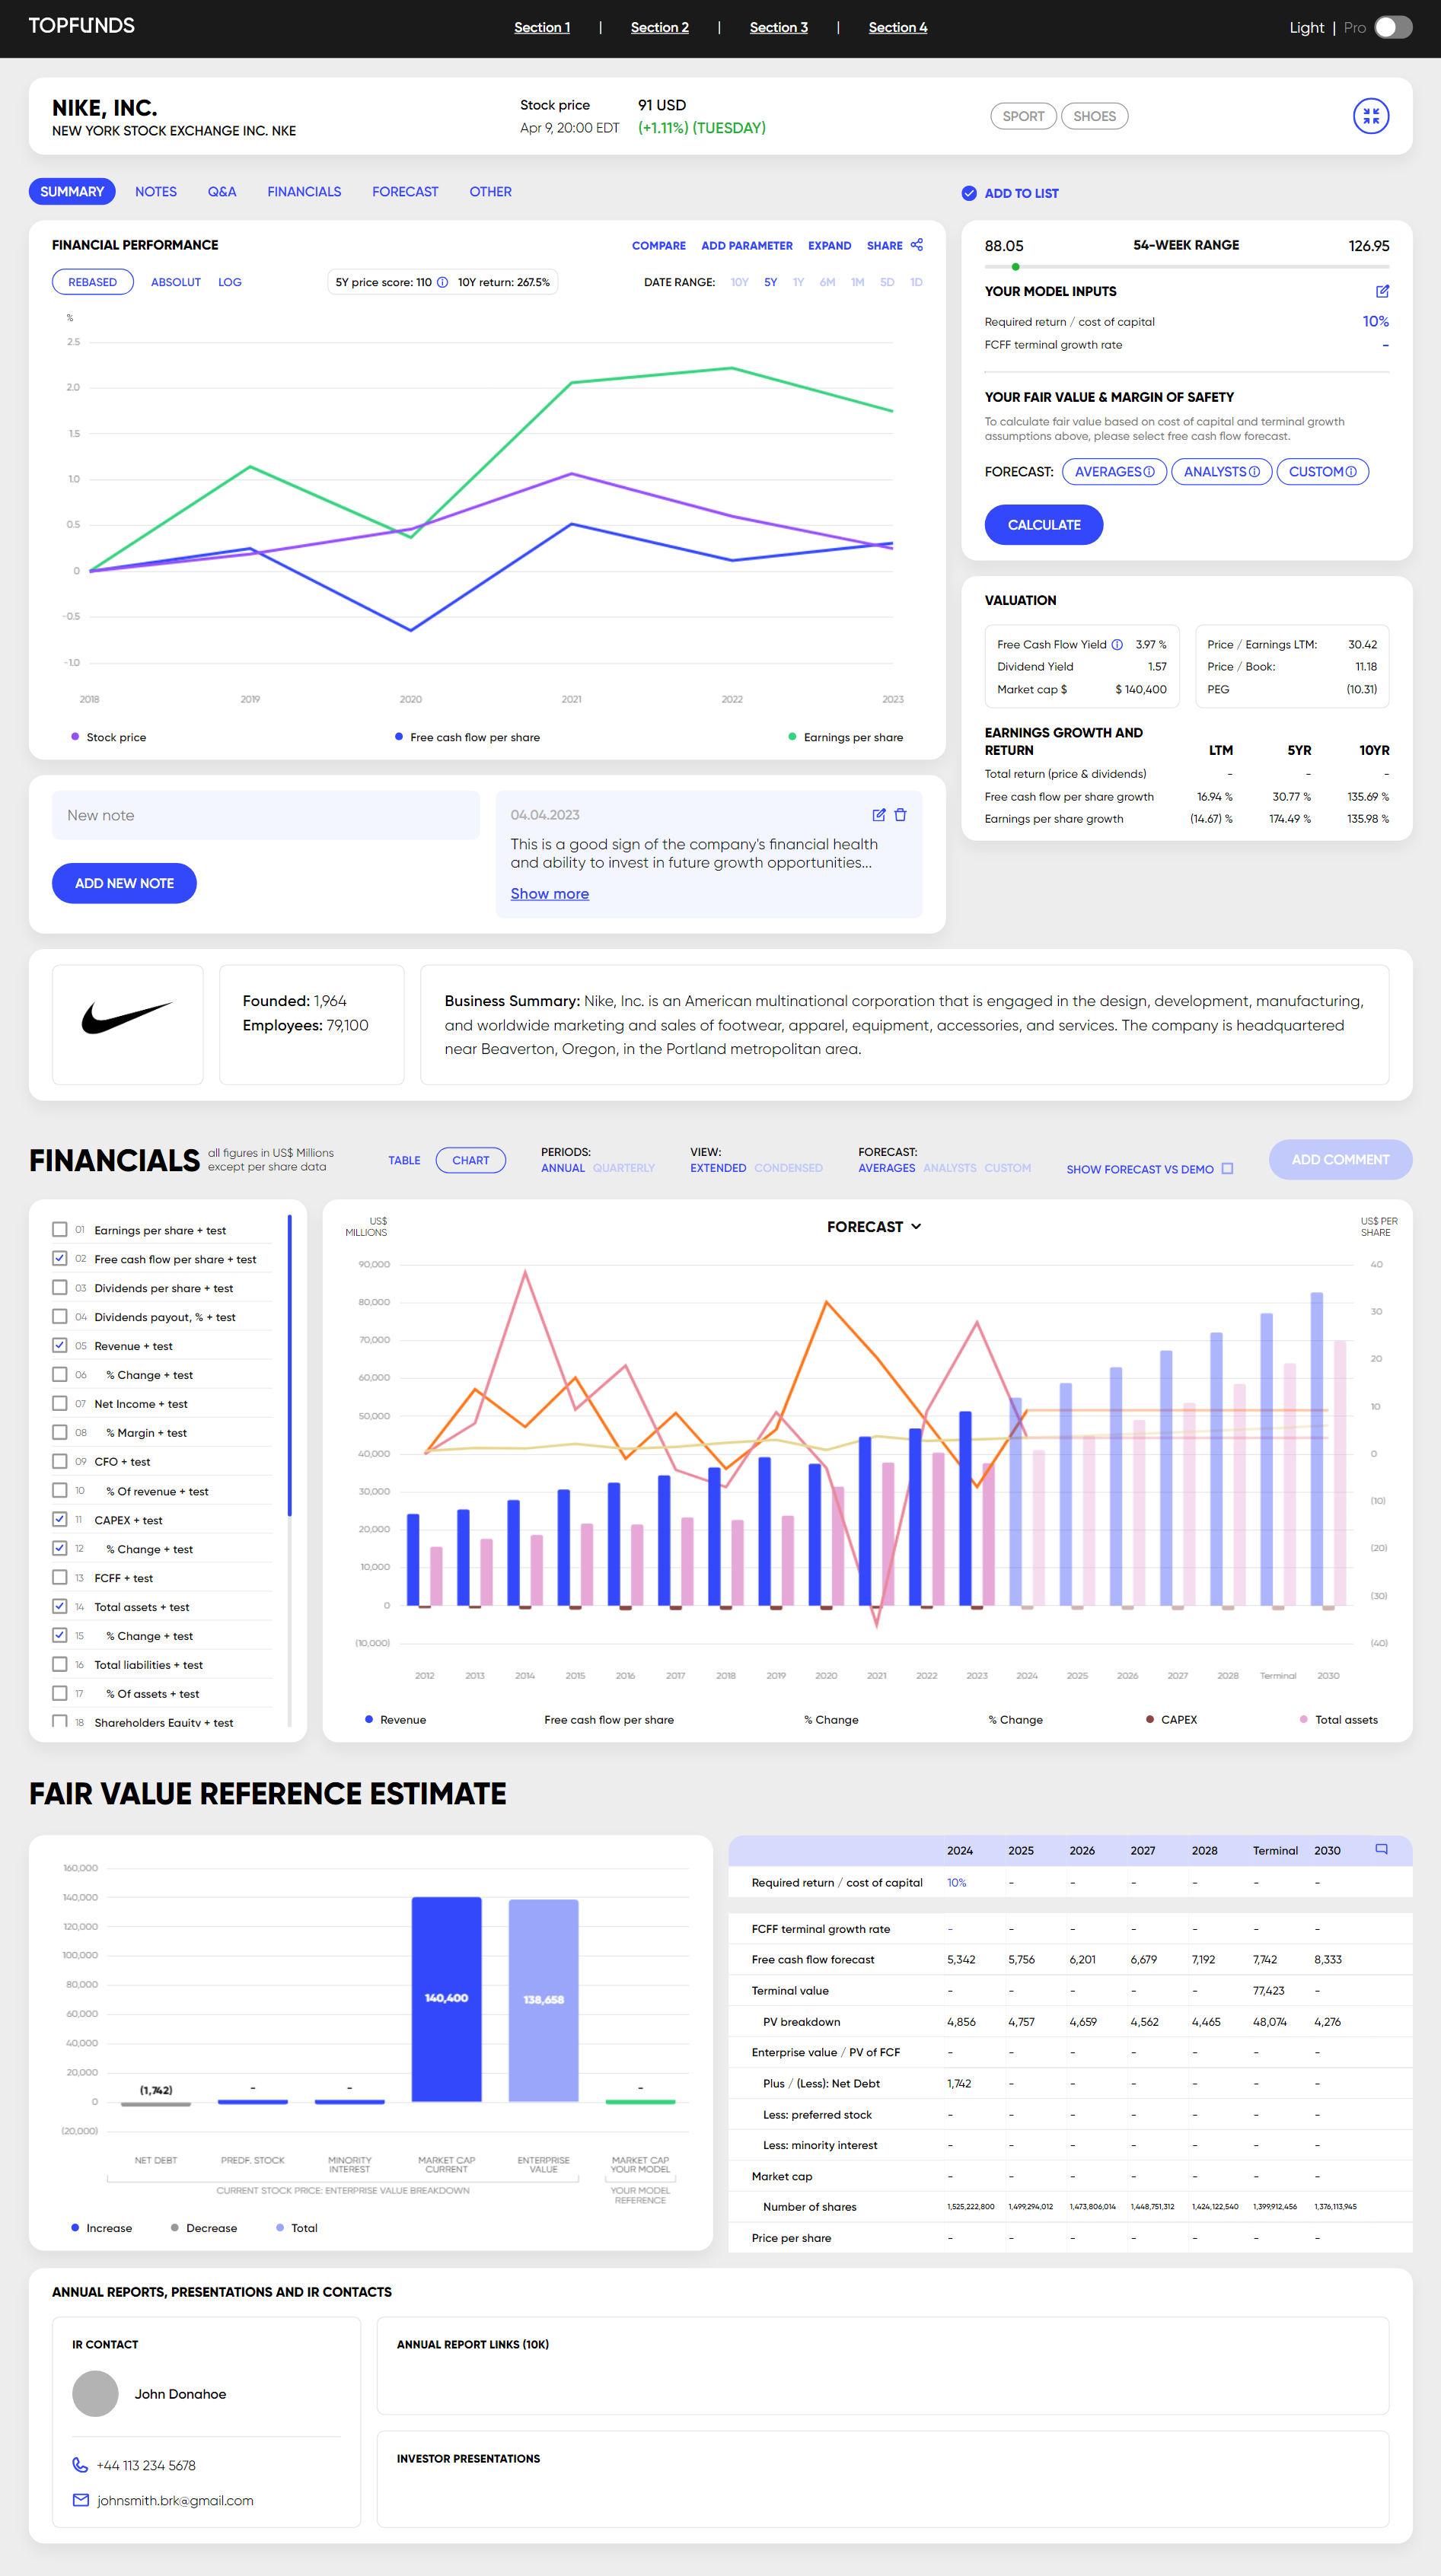 TOPFUNDS
Section 1 | Section 2 | Section 3 | Section 4
Light | Pro
NIKE, INC.
NEW YORK STOCK EXCHANGE INC. NKE
Stock price 91 USD
Apr 9, 20:00 EDT (+1.11%) (TUESDAY)
SPORT SHOES
SUMMARY NOTES Q&A FINANCIALS FORECAST OTHER
ADD TO LIST
FINANCIAL PERFORMANCE
COMPARE ADD PARAMETER EXPAND SHARE
REBASED ABSOLUT LOG
5Y price score: 110 10Y return: 267.5%
DATE RANGE: 10Y 5Y 1Y 6M 1M 5D 1D
%
2.5
2.0
1.5
1.0
0.5
0
-0.5
-1.0
2018 2019 2020 2021 2022 2023
Stock price Free cash flow per share Earnings per share
88.05 54-WEEK RANGE 126.95
YOUR MODEL INPUTS
Required return / cost of capital 10%
FCFF terminal growth rate -
YOUR FAIR VALUE & MARGIN OF SAFETY
To calculate fair value based on cost of capital and terminal growth
assumptions above, please select free cash flow forecast.
FORECAST: AVERAGES ANALYSTS CUSTOM
CALCULATE
VALUATION
Free Cash Flow Yield 3.97 %
Dividend Yield 1.57
Market cap $ $ 140,400
Price / Earnings LTM: 30.42
Price / Book: 11.18
PEG (10.31)
EARNINGS GROWTH AND
RETURN LTM 5YR 10YR
Total return (price & dividends) - - -
Free cash flow per share growth 16.94 % 30.77 % 135.69 %
Earnings per share growth (14.67) % 174.49 % 135.98 %
New note
ADD NEW NOTE
04.04.2023
This is a good sign of the company's financial health
and ability to invest in future growth opportunities...
Show more
Founded: 1,964
Employees: 79,100
Business Summary: Nike, Inc. is an American multinational corporation that is engaged in the design, development, manufacturing,
and worldwide marketing and sales of footwear, apparel, equipment, accessories, and services. The company is headquartered
near Beaverton, Oregon, in the Portland metropolitan area.
FINANCIALS
all figures in US$ Millions
except per share data
TABLE CHART
PERIODS:
ANNUAL QUARTERLY
VIEW:
EXTENDED CONDENSED
FORECAST:
AVERAGES ANALYSTS CUSTOM
SHOW FORECAST VS DEMO
ADD COMMENT
01 Earnings per share + test
02 Free cash flow per share + test
03 Dividends per share + test
04 Dividends payout, % + test
05 Revenue + test
06 % Change + test
07 Net Income + test
08 % Margin + test
09 CFO + test
10 % Of revenue + test
11 CAPEX + test
12 % Change + test
13 FCFF + test
14 Total assets + test
15 % Change + test
16 Total liabilities + test
17 % Of assets + test
18 Shareholders Equity + test
US$
MILLIONS
FORECAST
US$ PER
SHARE
90,000 40
80,000 30
70,000 20
60,000 10
50,000 0
40,000 (10)
30,000 (20)
20,000 (30)
10,000 (40)
0
(10,000)
2012 2013 2014 2015 2016 2017 2018 2019 2020 2021 2022 2023 2024 2025 2026 2027 2028 Terminal 2030
Revenue Free cash flow per share % Change % Change CAPEX Total assets
FAIR VALUE REFERENCE ESTIMATE
160,000
140,000
120,000
100,000
80,000
60,000
40,000
20,000
0
(20,000)
(1,742) - - 140,400 138,658 -
NET DEBT PREDF. STOCK MINORITY INTEREST MARKET CAP CURRENT ENTERPRISE VALUE MARKET CAP YOUR MODEL
CURRENT STOCK PRICE: ENTERPRISE VALUE BREAKDOWN
YOUR MODEL
REFERENCE
Increase Decrease Total
2024 2025 2026 2027 2028 Terminal 2030
Required return / cost of capital 10% - - - - - -
FCFF terminal growth rate - - - - - - -
Free cash flow forecast 5,342 5,756 6,201 6,679 7,192 7,742 8,333
Terminal value - - - - - 77,423 -
PV breakdown 4,856 4,757 4,659 4,562 4,465 48,074 4,276
Enterprise value / PV of FCF - - - - - - -
Plus / (Less): Net Debt 1,742 - - - - - -
Less: preferred stock - - - - - - -
Less: minority interest - - - - - - -
Market cap - - - - - - -
Number of shares 1,525,222,800 1,499,294,012 1,473,806,014 1,448,751,312 1,424,122,540 1,399,912,456 1,376,113,945
Price per share - - - - - - -
ANNUAL REPORTS, PRESENTATIONS AND IR CONTACTS
IR CONTACT
John Donahoe
+44 113 234 5678
johnsmith.brk@gmail.com
ANNUAL REPORT LINKS (10K)
INVESTOR PRESENTATIONS